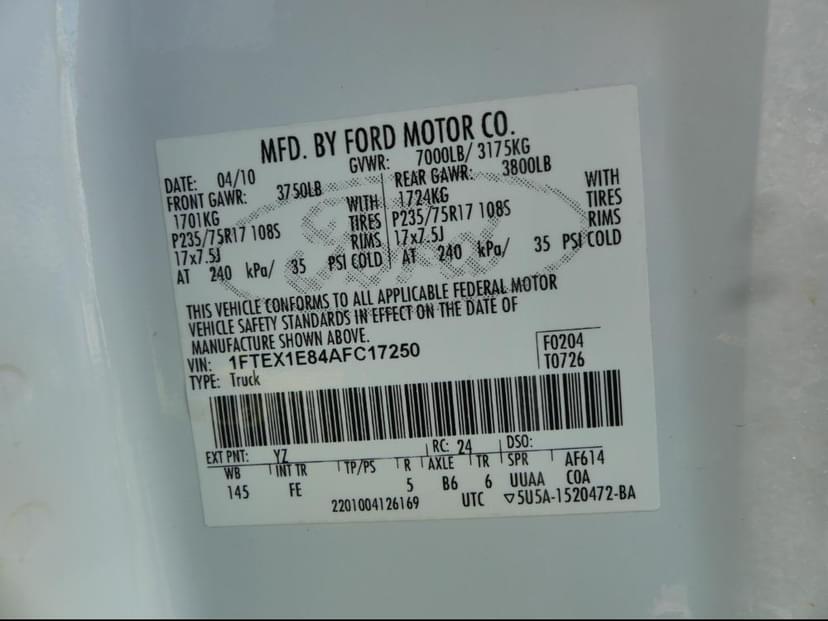 MFD. BY FORD MOTOR CO.
DATE: 04/10 GVWR: 7000LB/ 3175KG
FRONT GAWR: 3750LB REAR GAWR: 3800LB
1701KG WITH 1724KG WITH
P235/75R17 108S TIRES P235/75R17 108S TIRES
17x7.5J RIMS 17x7.5J RIMS
AT 240 kPa/ 35 PSI COLD AT 240 kPa/ 35 PSI COLD
THIS VEHICLE CONFORMS TO ALL APPLICABLE FEDERAL MOTOR
VEHICLE SAFETY STANDARDS IN EFFECT ON THE DATE OF
MANUFACTURE SHOWN ABOVE.
VIN: 1FTEX1E84AFC17250 F0204
TYPE: Truck T0726
EXT PNT: YZ RC: 24 DSO:
WB INT TR TP/PS R AXLE TR SPR AF614
145 FE 5 B6 6 UUAA COA
2201004126169 UTC ▽5U5A-1520472-BA